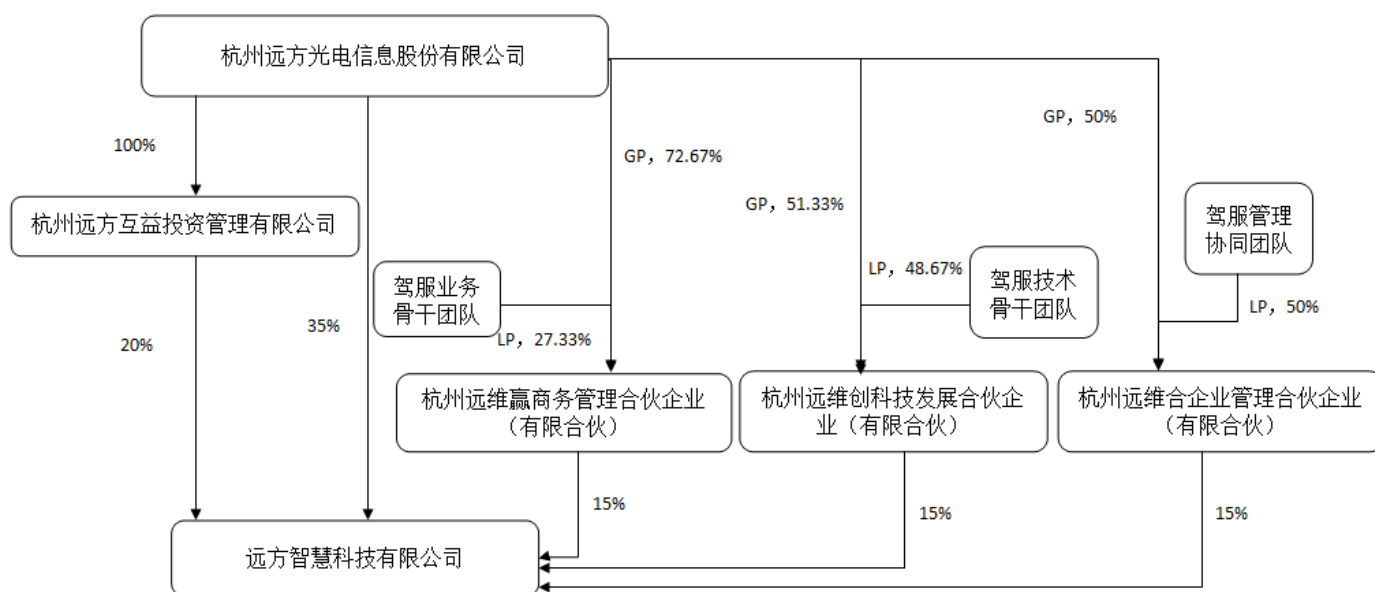 杭州远方光电信息股份有限公司
100%
GP，72.67%
GP，51.33%
GP，50%
杭州远方互益投资管理有限公司
驾服管理
协同团队
驾服业务
骨干团队
LP，48.67%
驾服技术
骨干团队
LP，50%
20%
35%
LP，27.33%
杭州远维赢商务管理合伙企业
（有限合伙）
杭州远维创科技发展合伙企
业（有限合伙）
杭州远维合企业管理合伙企业
（有限合伙）
15%
15%
15%
远方智慧科技有限公司